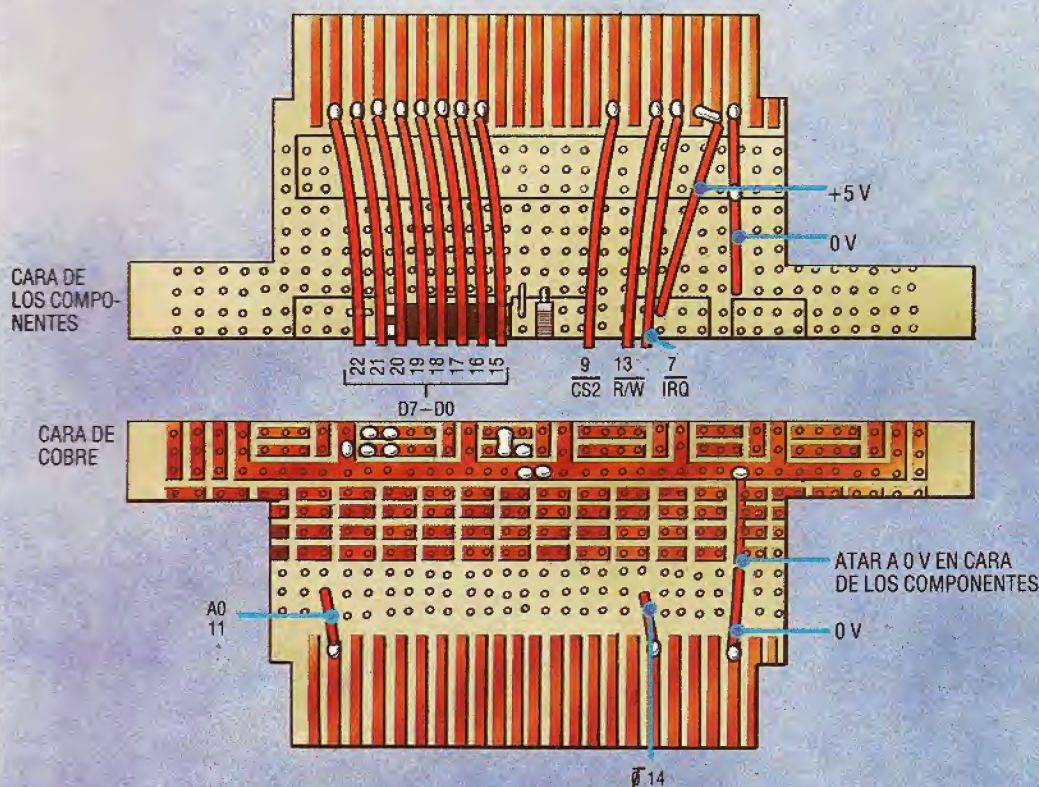 +5 V
0 V
CARA DE
LOS COMPO-
NENTES
22 21 20 19 18 17 16 15
D7–D0
9 13 7
CS2 R/W IRQ
CARA DE
COBRE
ATAR A 0 V EN CARA
DE LOS COMPONENTES
A0
11
0 V
ø 14